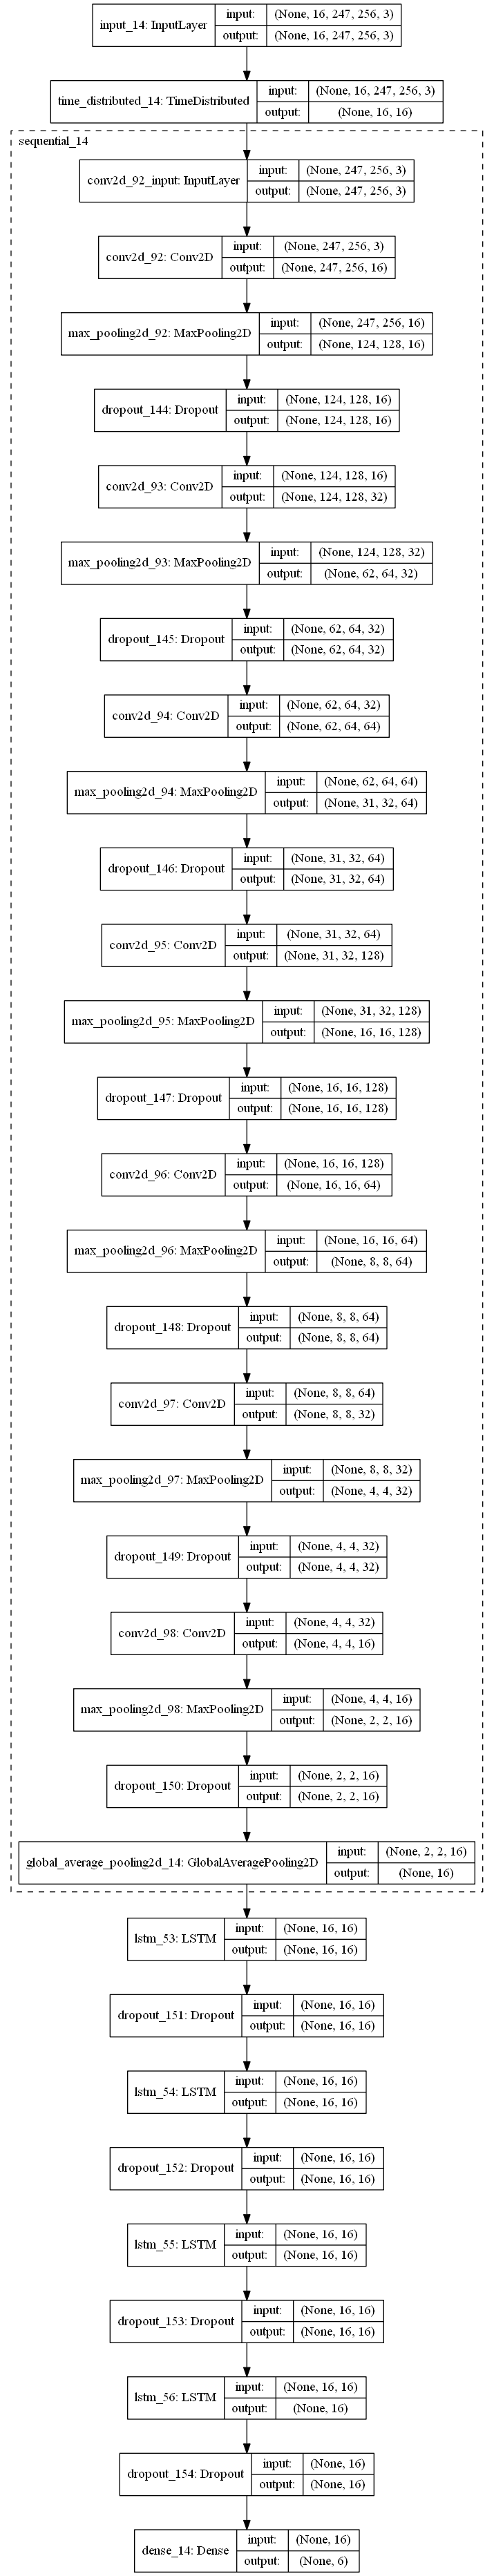 input_14: InputLayer
input: (None, 16, 247, 256, 3)
output: (None, 16, 247, 256, 3)
time_distributed_14: TimeDistributed
input: (None, 16, 247, 256, 3)
output: (None, 16, 16)
sequential_14
conv2d_92_input: InputLayer
input: (None, 247, 256, 3)
output: (None, 247, 256, 3)
conv2d_92: Conv2D
input: (None, 247, 256, 3)
output: (None, 247, 256, 16)
max_pooling2d_92: MaxPooling2D
input: (None, 247, 256, 16)
output: (None, 124, 128, 16)
dropout_144: Dropout
input: (None, 124, 128, 16)
output: (None, 124, 128, 16)
conv2d_93: Conv2D
input: (None, 124, 128, 16)
output: (None, 124, 128, 32)
max_pooling2d_93: MaxPooling2D
input: (None, 124, 128, 32)
output: (None, 62, 64, 32)
dropout_145: Dropout
input: (None, 62, 64, 32)
output: (None, 62, 64, 32)
conv2d_94: Conv2D
input: (None, 62, 64, 32)
output: (None, 62, 64, 64)
max_pooling2d_94: MaxPooling2D
input: (None, 62, 64, 64)
output: (None, 31, 32, 64)
dropout_146: Dropout
input: (None, 31, 32, 64)
output: (None, 31, 32, 64)
conv2d_95: Conv2D
input: (None, 31, 32, 64)
output: (None, 31, 32, 128)
max_pooling2d_95: MaxPooling2D
input: (None, 31, 32, 128)
output: (None, 16, 16, 128)
dropout_147: Dropout
input: (None, 16, 16, 128)
output: (None, 16, 16, 128)
conv2d_96: Conv2D
input: (None, 16, 16, 128)
output: (None, 16, 16, 64)
max_pooling2d_96: MaxPooling2D
input: (None, 16, 16, 64)
output: (None, 8, 8, 64)
dropout_148: Dropout
input: (None, 8, 8, 64)
output: (None, 8, 8, 64)
conv2d_97: Conv2D
input: (None, 8, 8, 64)
output: (None, 8, 8, 32)
max_pooling2d_97: MaxPooling2D
input: (None, 8, 8, 32)
output: (None, 4, 4, 32)
dropout_149: Dropout
input: (None, 4, 4, 32)
output: (None, 4, 4, 32)
conv2d_98: Conv2D
input: (None, 4, 4, 32)
output: (None, 4, 4, 16)
max_pooling2d_98: MaxPooling2D
input: (None, 4, 4, 16)
output: (None, 2, 2, 16)
dropout_150: Dropout
input: (None, 2, 2, 16)
output: (None, 2, 2, 16)
global_average_pooling2d_14: GlobalAveragePooling2D
input: (None, 2, 2, 16)
output: (None, 16)
lstm_53: LSTM
input: (None, 16, 16)
output: (None, 16, 16)
dropout_151: Dropout
input: (None, 16, 16)
output: (None, 16, 16)
lstm_54: LSTM
input: (None, 16, 16)
output: (None, 16, 16)
dropout_152: Dropout
input: (None, 16, 16)
output: (None, 16, 16)
lstm_55: LSTM
input: (None, 16, 16)
output: (None, 16, 16)
dropout_153: Dropout
input: (None, 16, 16)
output: (None, 16, 16)
lstm_56: LSTM
input: (None, 16, 16)
output: (None, 16)
dropout_154: Dropout
input: (None, 16)
output: (None, 16)
dense_14: Dense
input: (None, 16)
output: (None, 6)